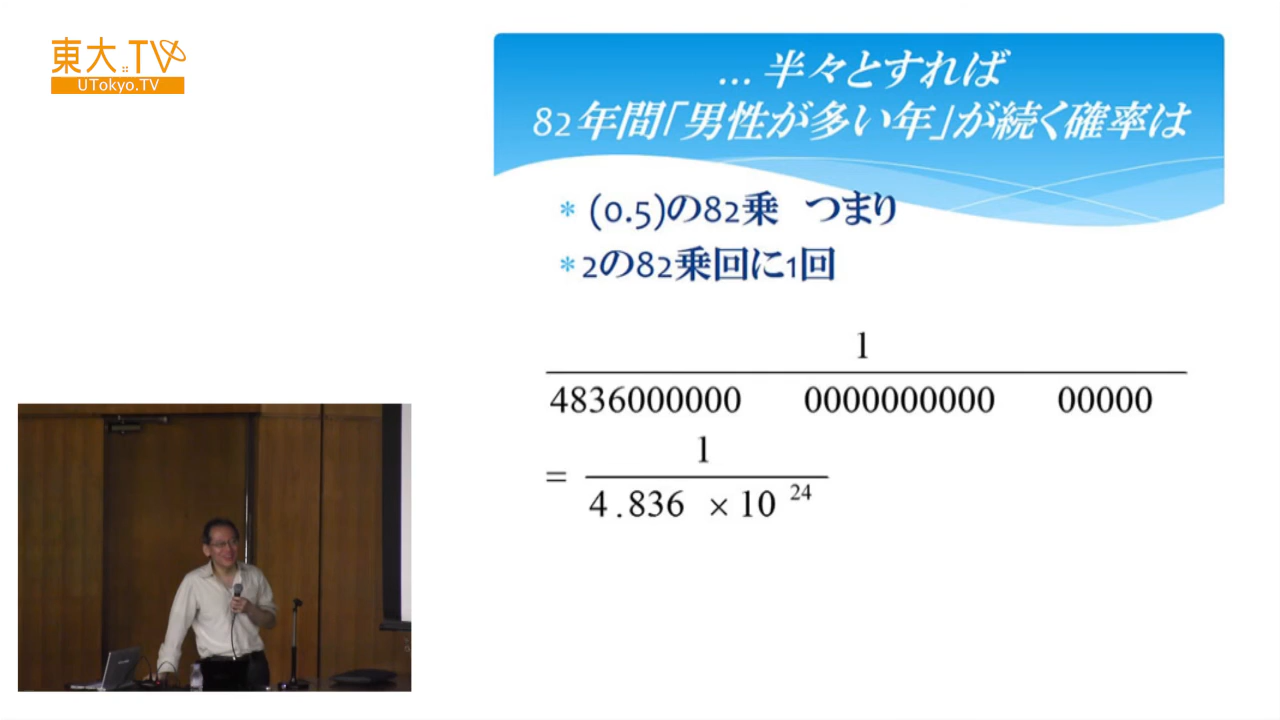 東大TV
UTokyo.TV
… 半々とすれば
82年間「男性が多い年」が続く確率は
* (0.5)の82乗 つまり
* 2の82乗回に1回
1
4836000000 0000000000 00000
1
=
4.836 × 10 24